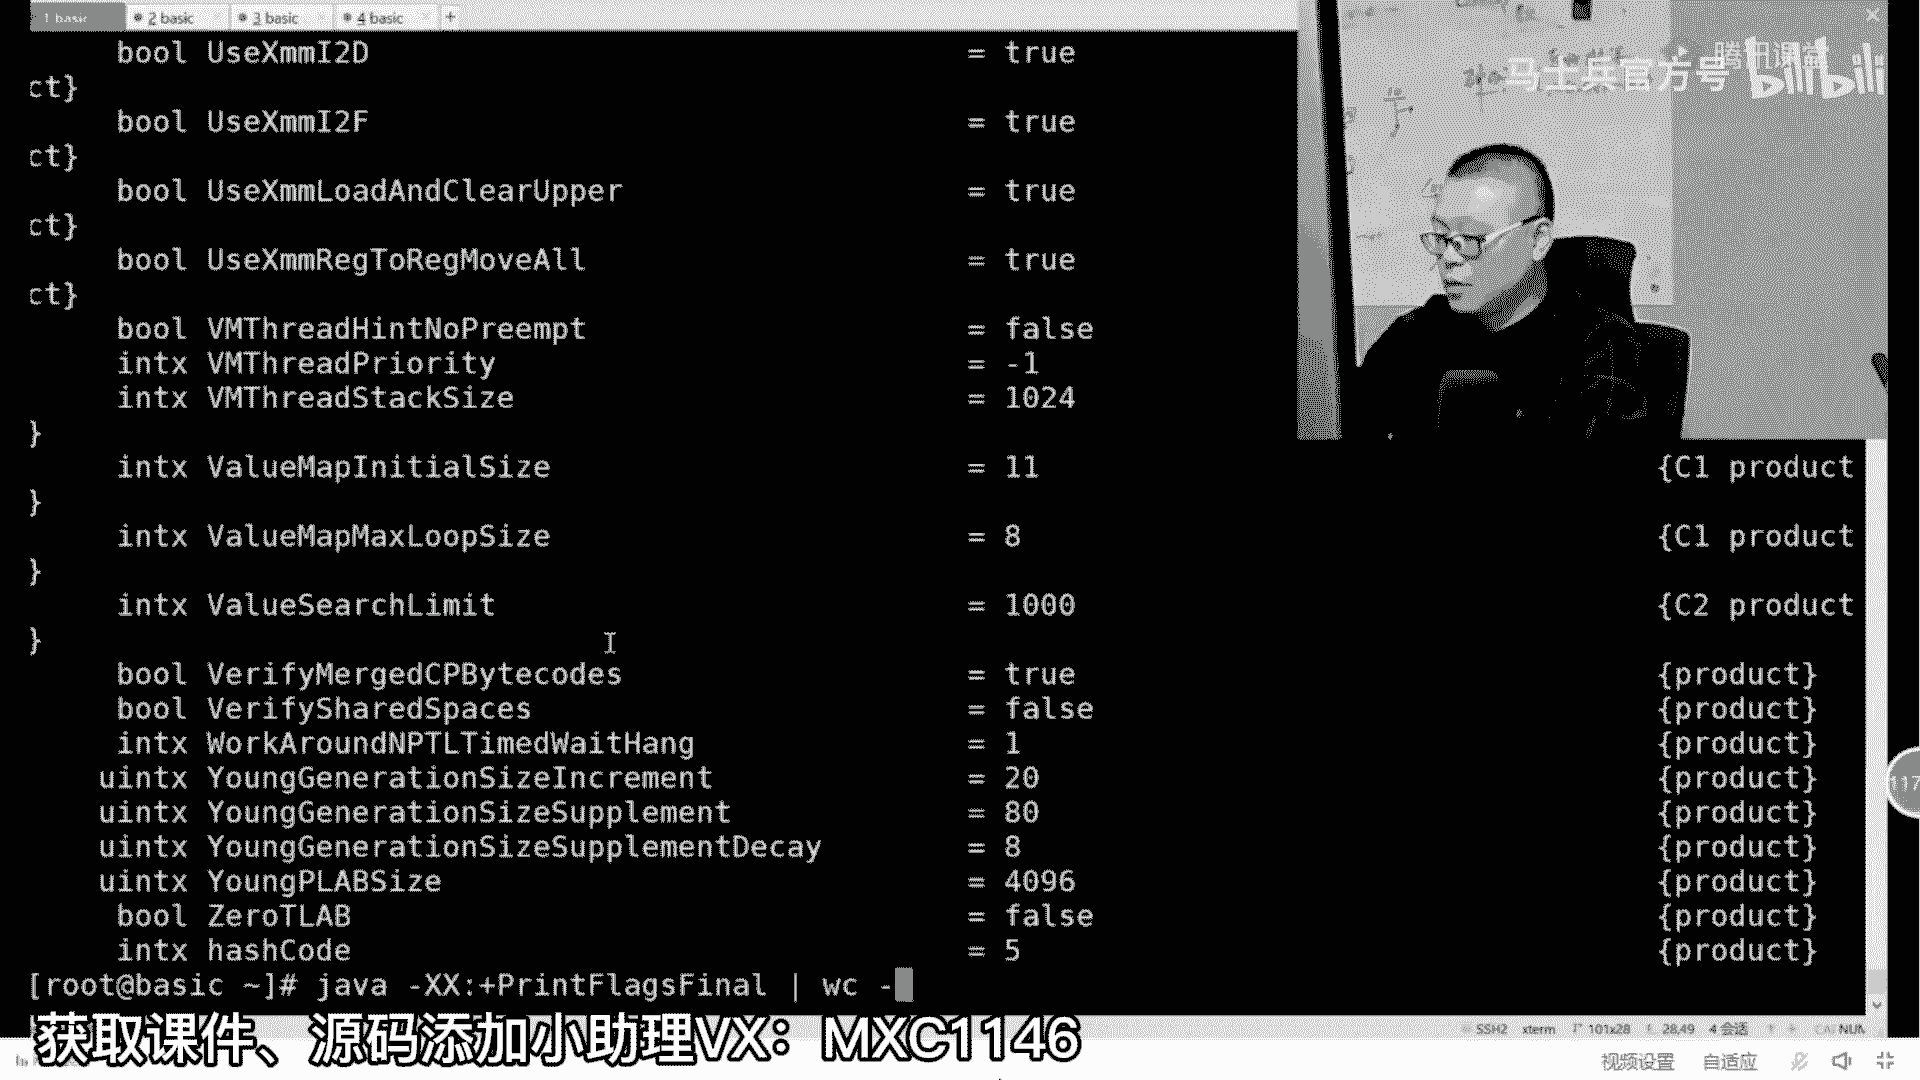 1 basic 2 basic 3 basic 4 basic +
bool UseXmmI2D = true
ct}
bool UseXmmI2F = true
ct}
bool UseXmmLoadAndClearUpper = true
ct}
bool UseXmmRegToRegMoveAll = true
ct}
bool VMThreadHintNoPreempt = false
intx VMThreadPriority = -1
intx VMThreadStackSize = 1024
}
intx ValueMapInitialSize = 11 {C1 product
}
intx ValueMapMaxLoopSize = 8 {C1 product
}
intx ValueSearchLimit = 1000 {C2 product
}
bool VerifyMergedCPBytecodes = true {product}
bool VerifySharedSpaces = false {product}
intx WorkAroundNPTLTimedWaitHang = 1 {product}
uintx YoungGenerationSizeIncrement = 20 {product}
uintx YoungGenerationSizeSupplement = 80 {product}
uintx YoungGenerationSizeSupplementDecay = 8 {product}
uintx YoungPLABSize = 4096 {product}
bool ZeroTLAB = false {product}
intx hashCode = 5 {product}
[root@basic ~]# java -XX:+PrintFlagsFinal | wc -
腾讯课堂
马士兵官方号 bilibili
117
SSH2 xterm 101x28 28,49 4 会话 CAP NUM
获取课件、源码添加小助理VX：MXC1146
视频设置 自适应